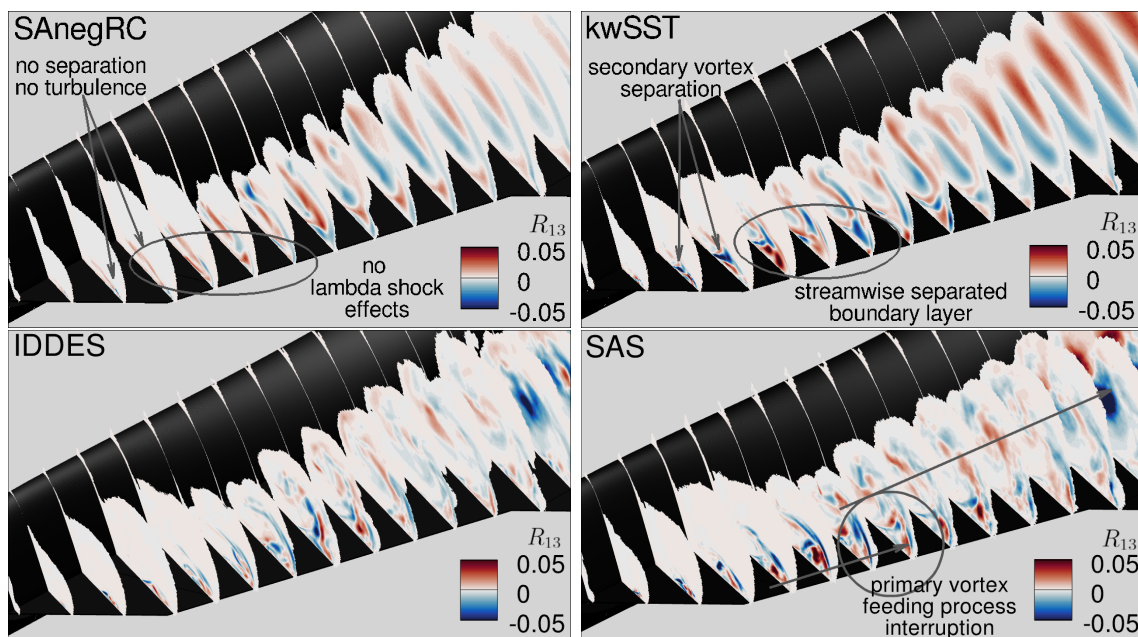 SAnegRC
no separation
no turbulence
R13
0.05
0
-0.05
no
lambda shock
effects
kwSST
secondary vortex
separation
R13
0.05
0
-0.05
streamwise separated
boundary layer
IDDES
R13
0.05
0
-0.05
SAS
R13
0.05
0
-0.05
primary vortex
feeding process
interruption